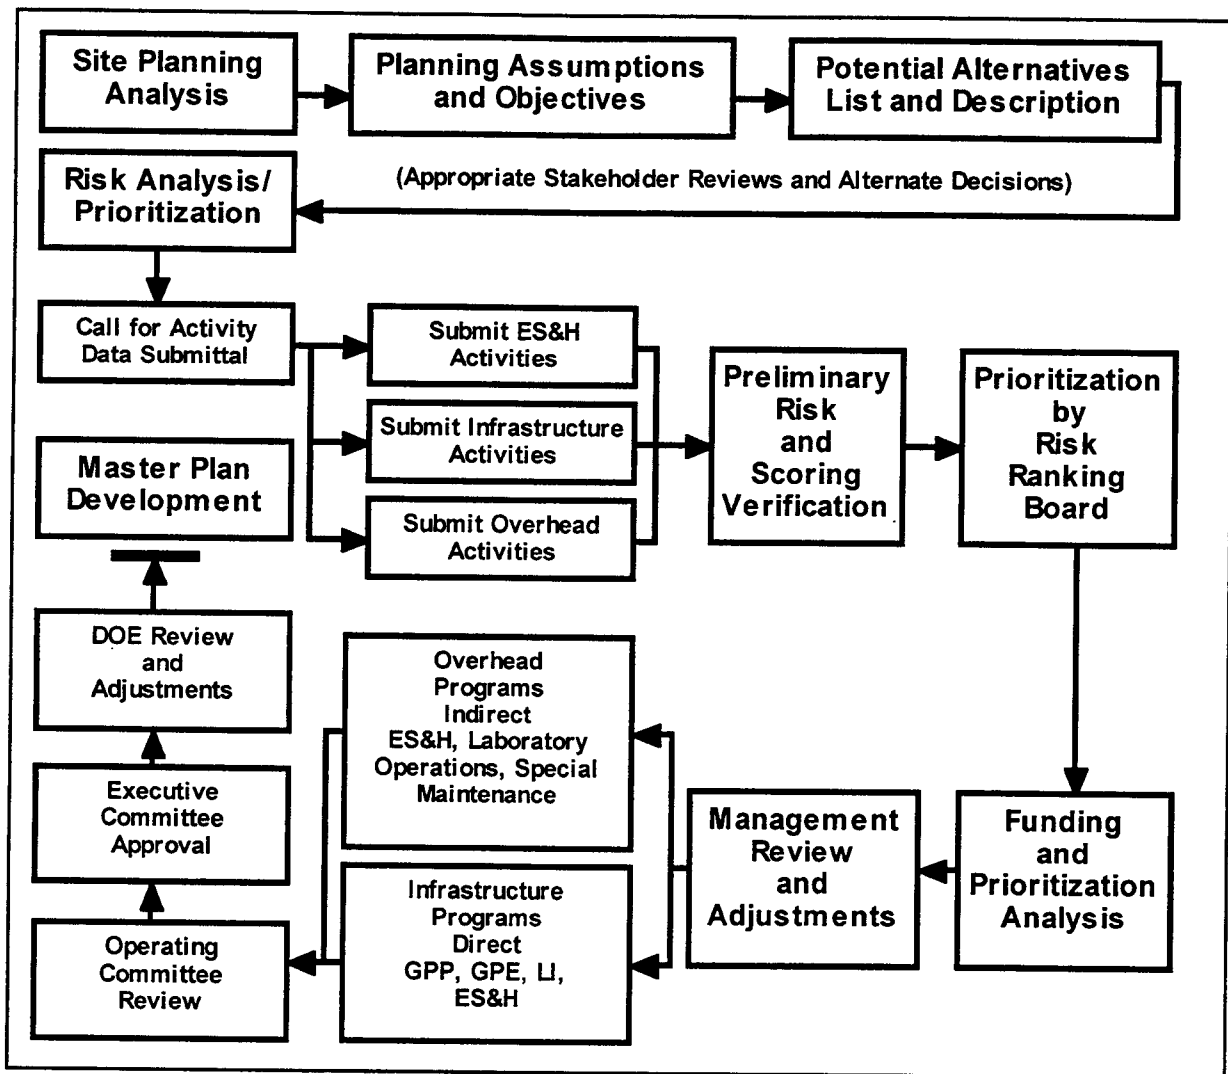 Site Planning
Analysis
Planning Assumptions
and Objectives
Potential Alternatives
List and Description
Risk Analysis/
Prioritization
(Appropriate Stakeholder Reviews and Alternate Decisions)
Call for Activity
Data Submittal
Submit ES&H
Activities
Submit Infrastructure
Activities
Submit Overhead
Activities
Preliminary
Risk
and
Scoring
Verification
Prioritization
by
Risk
Ranking
Board
Master Plan
Development
DOE Review
and
Adjustments
Executive
Committee
Approval
Operating
Committee
Review
Overhead
Programs
Indirect
ES&H, Laboratory
Operations, Special
Maintenance
Infrastructure
Programs
Direct
GPP, GPE, LI,
ES&H
Management
Review
and
Adjustments
Funding
and
Prioritization
Analysis